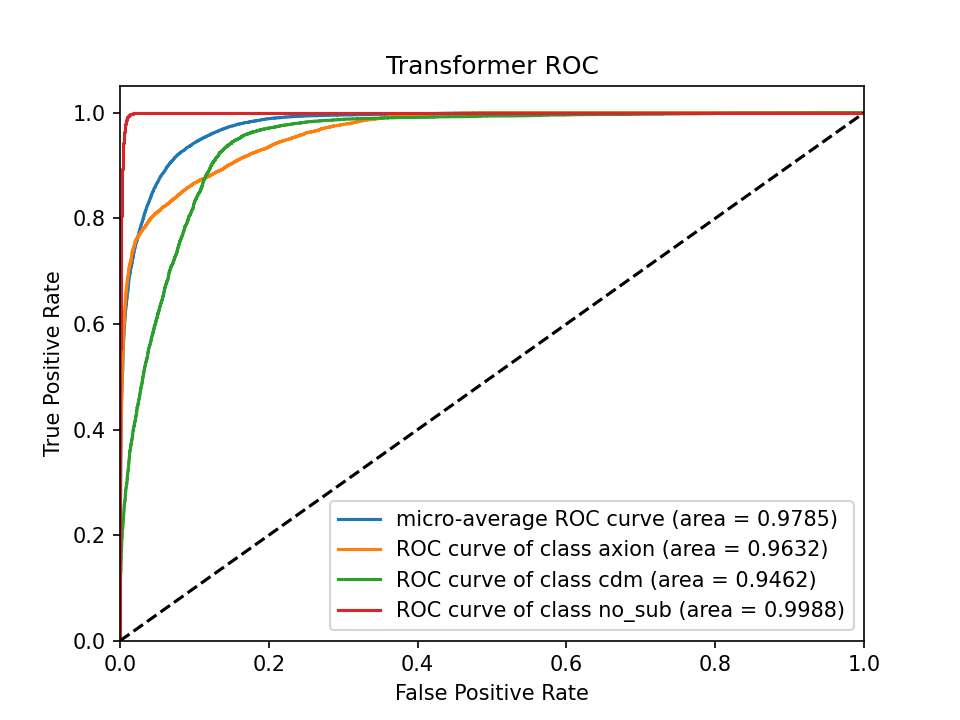 Transformer ROC
True Positive Rate
1.0
0.8
0.6
0.4
0.2
0.0
micro-average ROC curve (area = 0.9785)
ROC curve of class axion (area = 0.9632)
ROC curve of class cdm (area = 0.9462)
ROC curve of class no_sub (area = 0.9988)
0.0 0.2 0.4 0.6 0.8 1.0
False Positive Rate